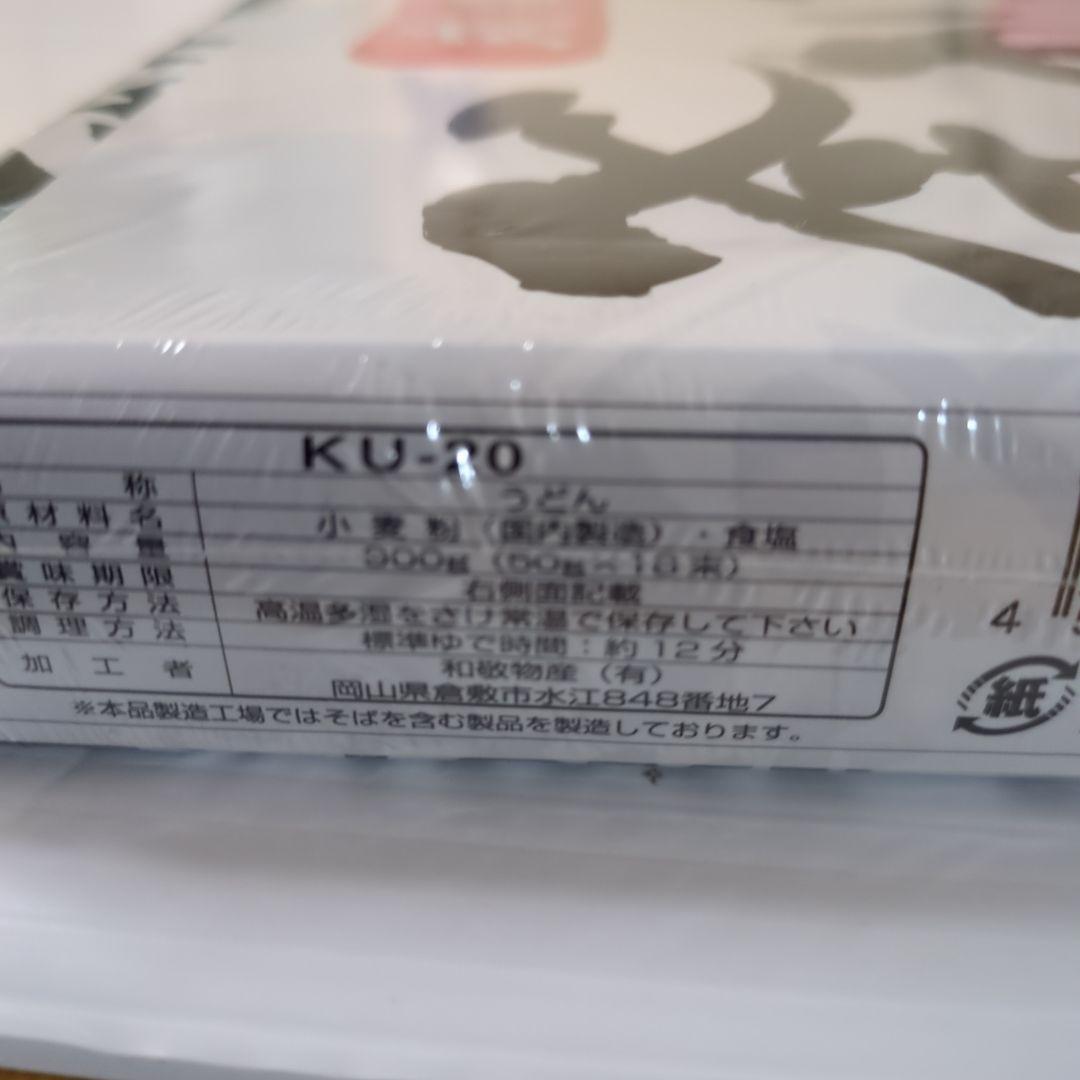 KU-20
称 うどん
材料名 小麦粉（国内製造）・食塩
内容量 900g（50g×18束）
賞味期限 右側面記載
保存方法 高温多湿をさけ常温で保存して下さい
調理方法 標準ゆで時間：約12分
加工者 和敬物産（有）
岡山県倉敷市水江848番地7
※本品製造工場ではそばを含む製品を製造しております。
4
紙